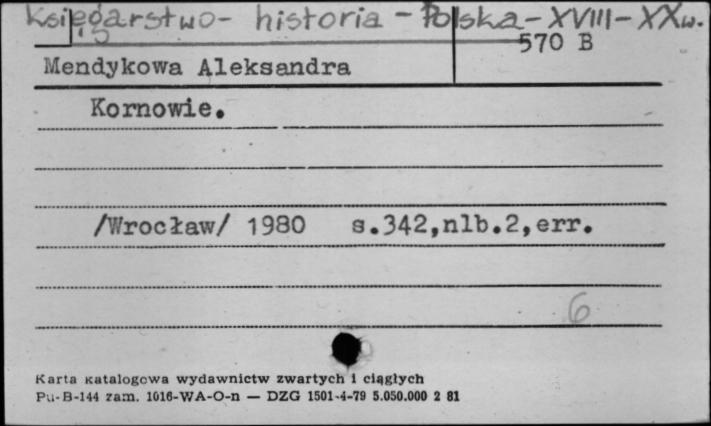 Księgarstwo - historia - Polska - XVIII - XX w.
570 B
Mendykowa Aleksandra
Kornowie.
/Wrocław/ 1980 s.342,nlb.2,err.
6
Karta katalogowa wydawnictw zwartych i ciągłych
Pu-B-144 zam. 1016-WA-O-n — DZG 1501-4-79 5.050.000 2 81